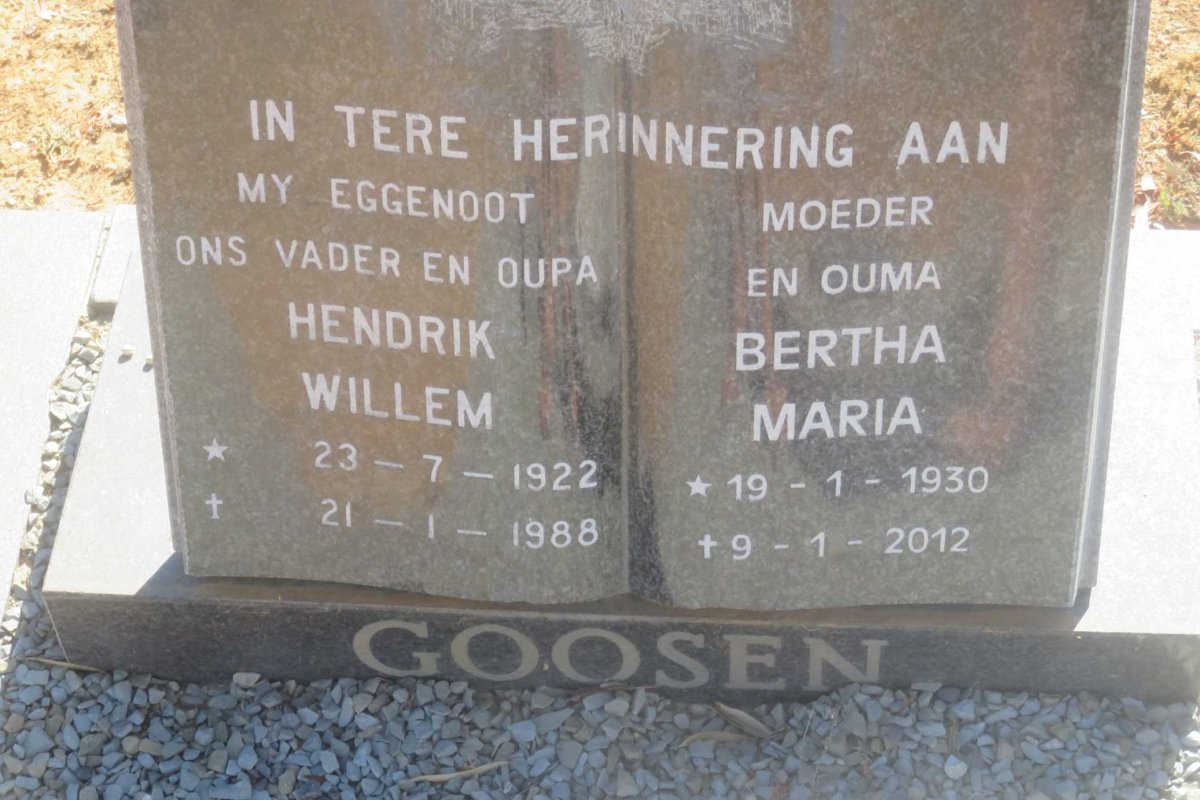 IN TERE HERINNERING AAN
MY EGGENOOT
ONS VADER EN OUPA
HENDRIK
WILLEM
★ 23 – 7 – 1922
✝ 21 – 1 – 1988
MOEDER
EN OUMA
BERTHA
MARIA
★ 19 - 1 - 1930
✝ 9 - 1 - 2012
GOOSEN